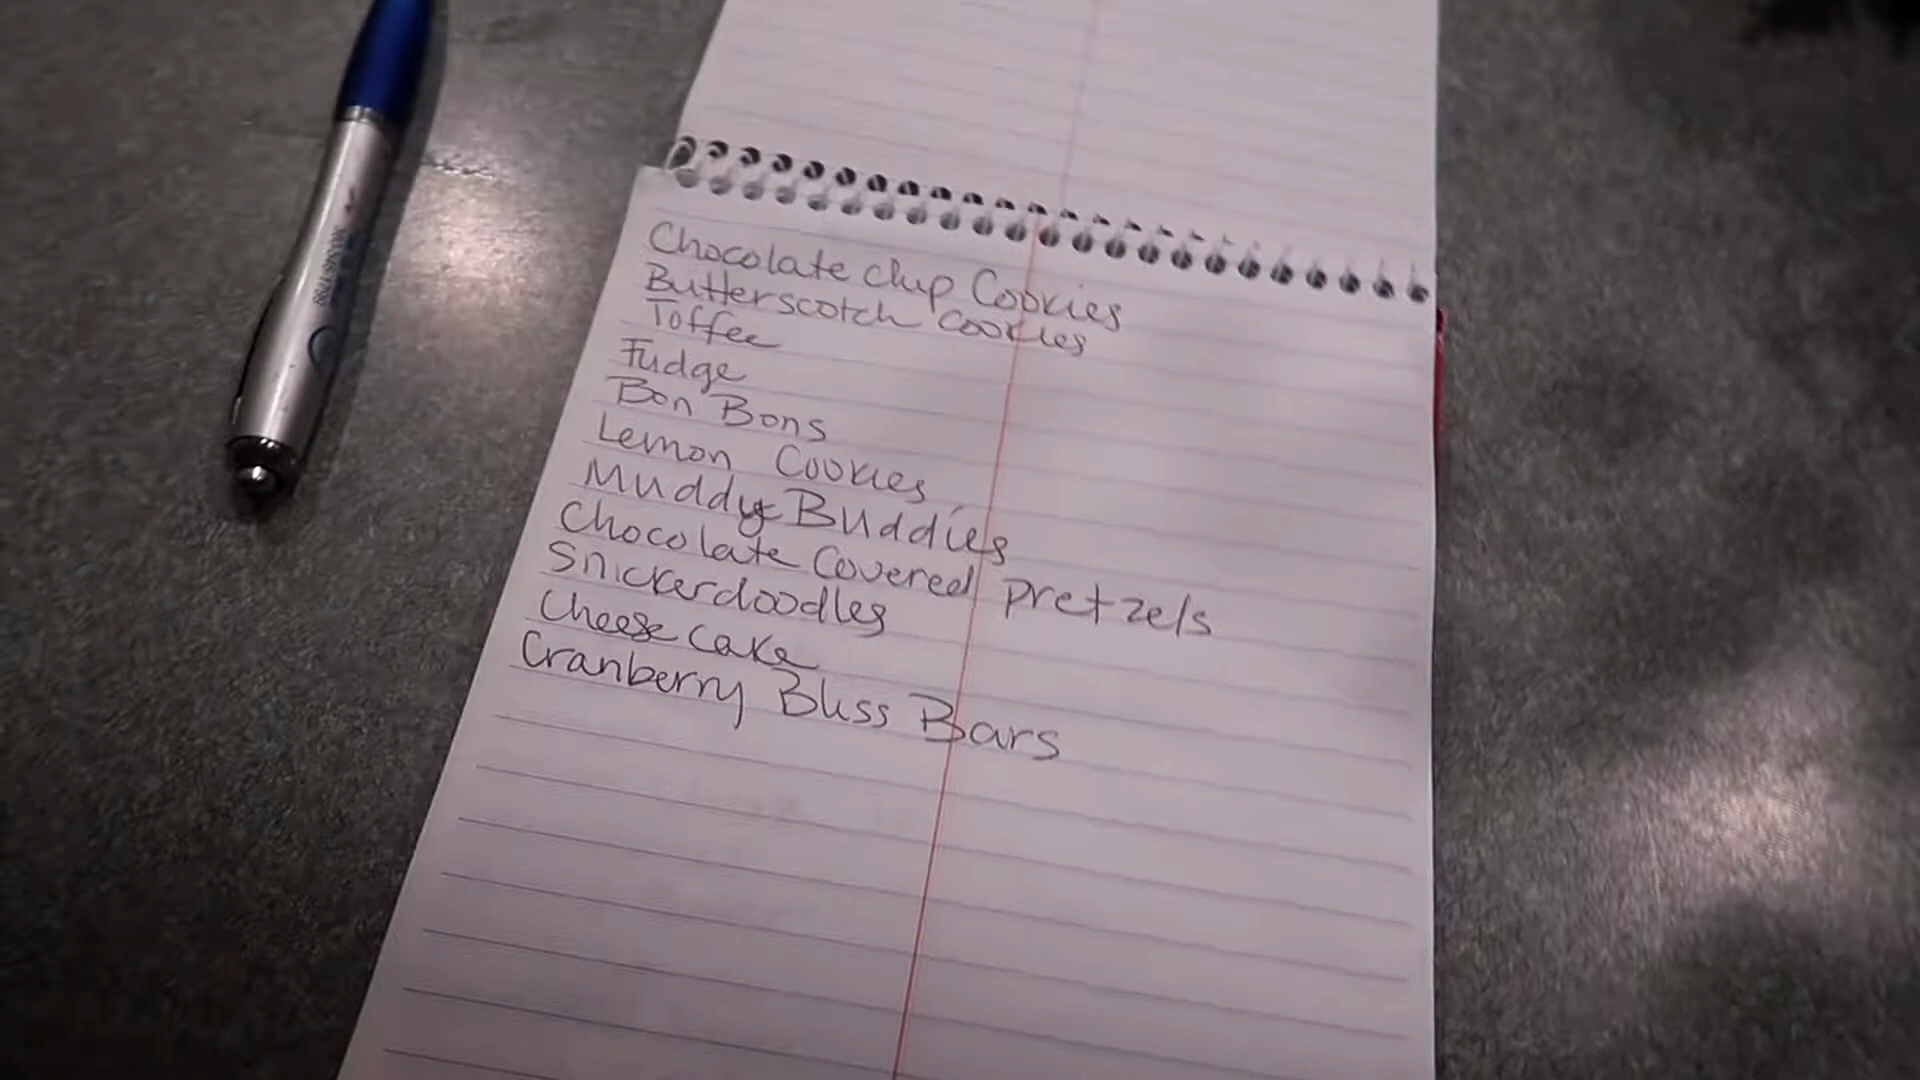 Chocolate Chip Cookies
Butterscotch Cookies
Toffee
Fudge
Bon Bons
Lemon Cookies
Muddy Buddies
Chocolate Covered Pretzels
Snickerdoodles
Cheese cake
Cranberry Bliss Bars